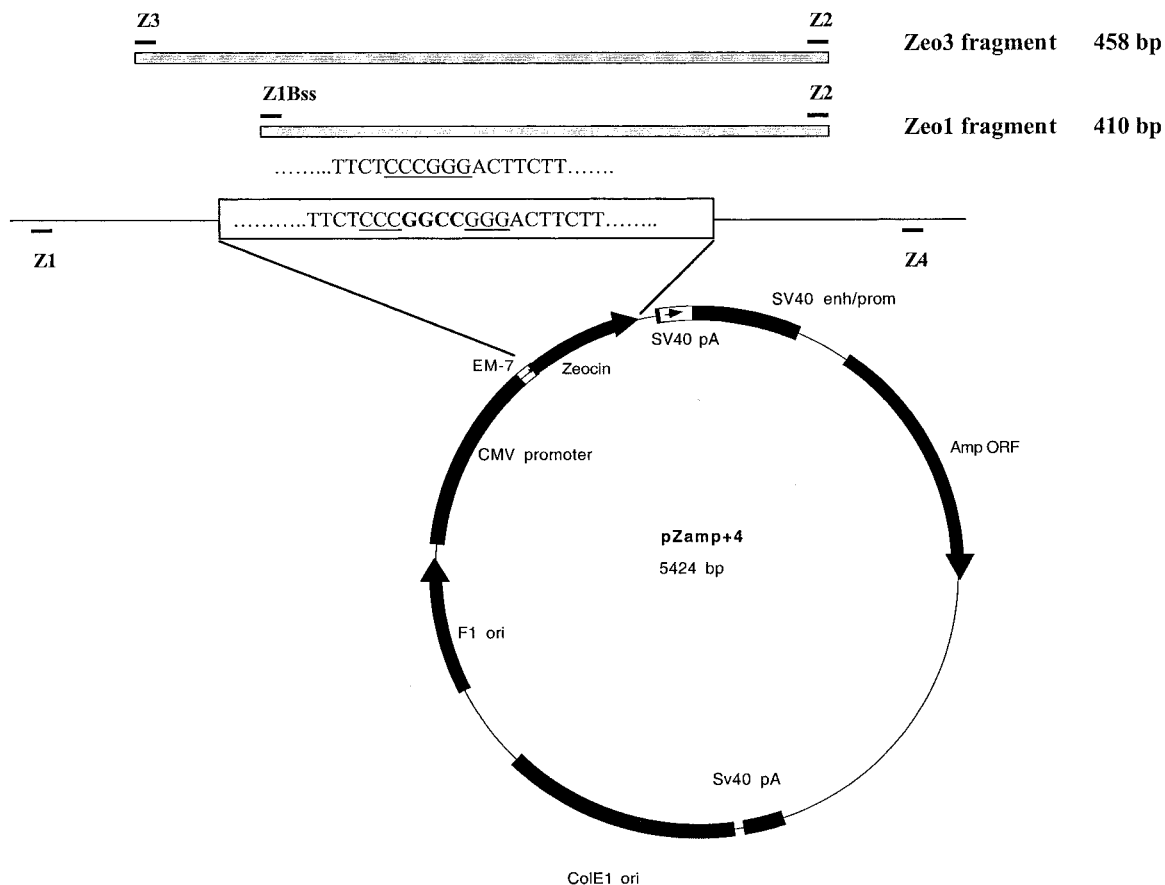 Z3 Z2
Zeo3 fragment 458 bp
Z1Bss Z2
Zeo1 fragment 410 bp
.........TTCTCCCGGGACTTCTT.......
...........TTCTCCCGGCCGGGACTTCTT........
Z1 Z4
SV40 enh/prom
SV40 pA
EM-7
Zeocin
CMV promoter
Amp ORF
pZamp+4
5424 bp
F1 ori
Sv40 pA
ColE1 ori